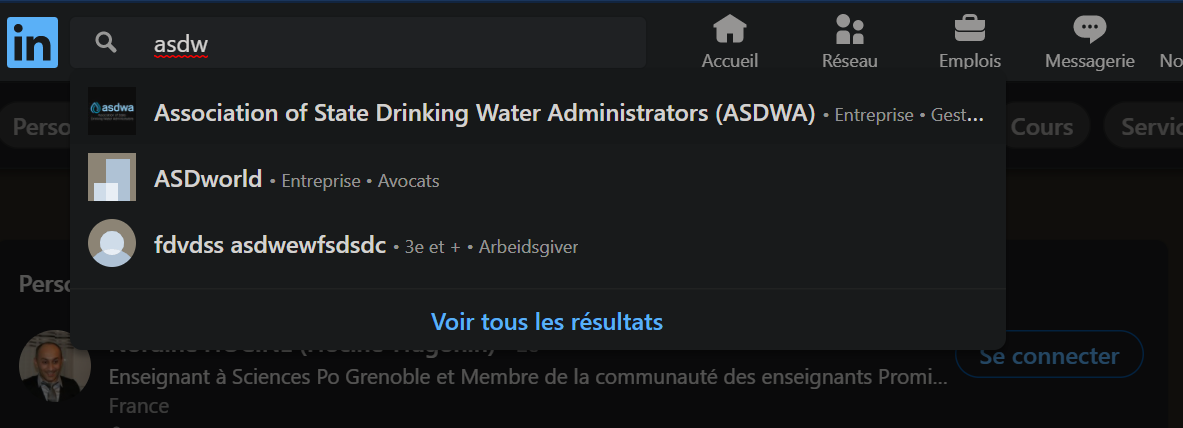 in
asdw
Accueil
Réseau
Emplois
Messagerie
No
Perso
asdwa
Association of State Drinking Water Administrators (ASDWA) • Entreprise • Gest...
Cours
Servic
ASDworld • Entreprise • Avocats
fdvdss asdwewfsdsdc • 3e et + • Arbeidsgiver
Perso
Voir tous les résultats
Se connecter
Enseignant à Sciences Po Grenoble et Membre de la communauté des enseignants Promi...
France